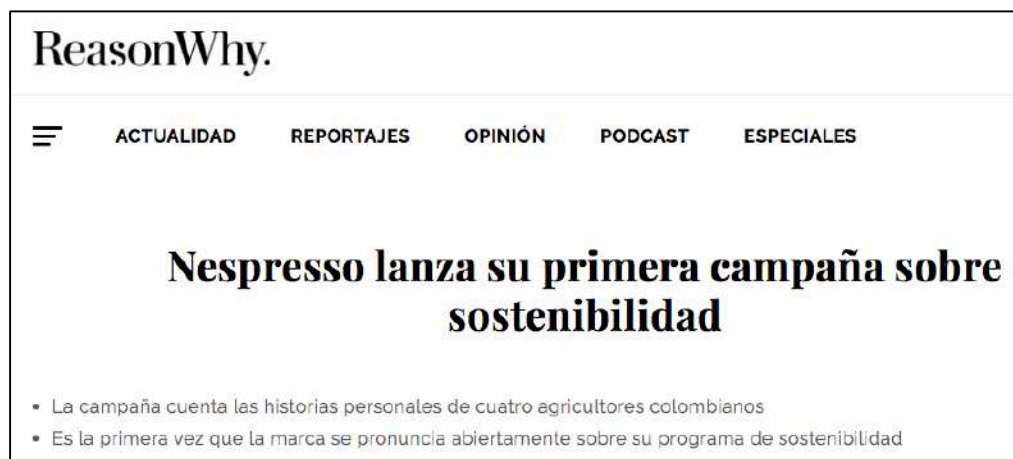 ReasonWhy.
ACTUALIDAD REPORTAJES OPINIÓN PODCAST ESPECIALES
Nespresso lanza su primera campaña sobre
sostenibilidad
• La campaña cuenta las historias personales de cuatro agricultores colombianos
• Es la primera vez que la marca se pronuncia abiertamente sobre su programa de sostenibilidad